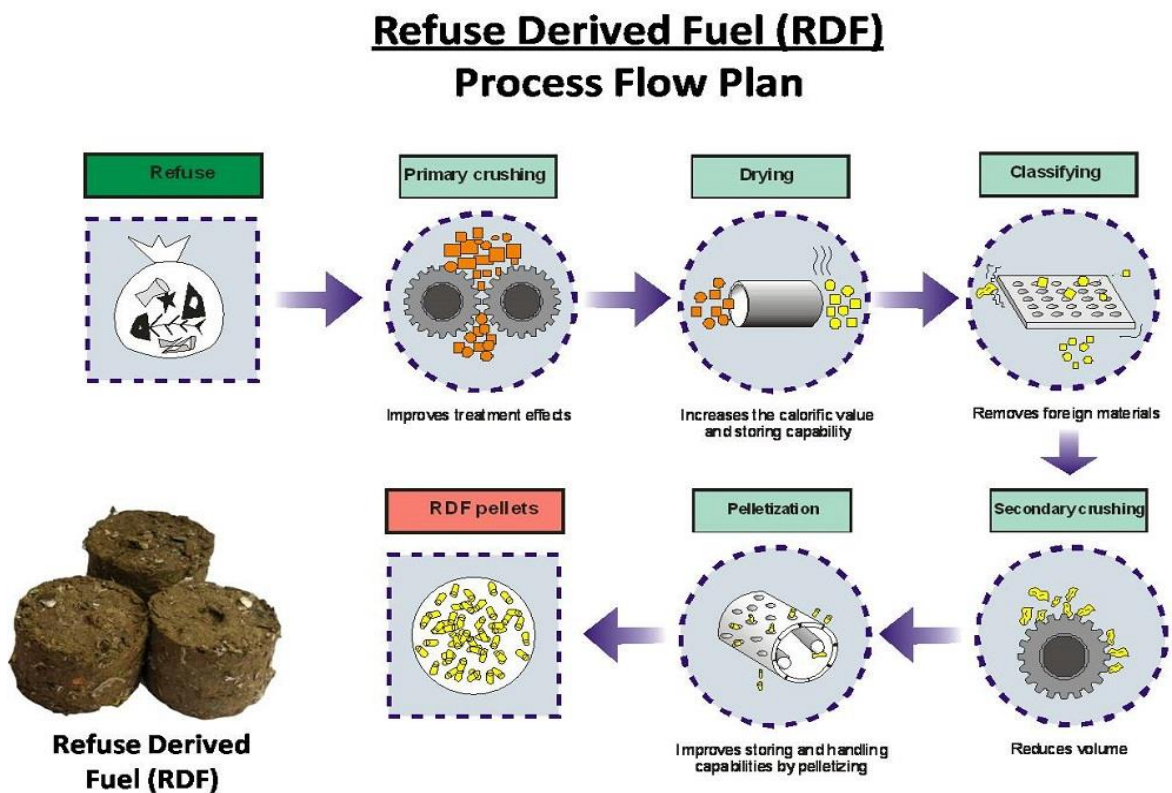 Refuse Derived Fuel (RDF)
Process Flow Plan
Refuse
Primary crushing
Drying
Classifying
Improves treatment effects
Increases the calorific value
and storing capability
Removes foreign materials
RDF pellets
Pelletization
Secondary crushing
Refuse Derived
Fuel (RDF)
Improves storing and handling
capabilities by pelletizing
Reduces volume